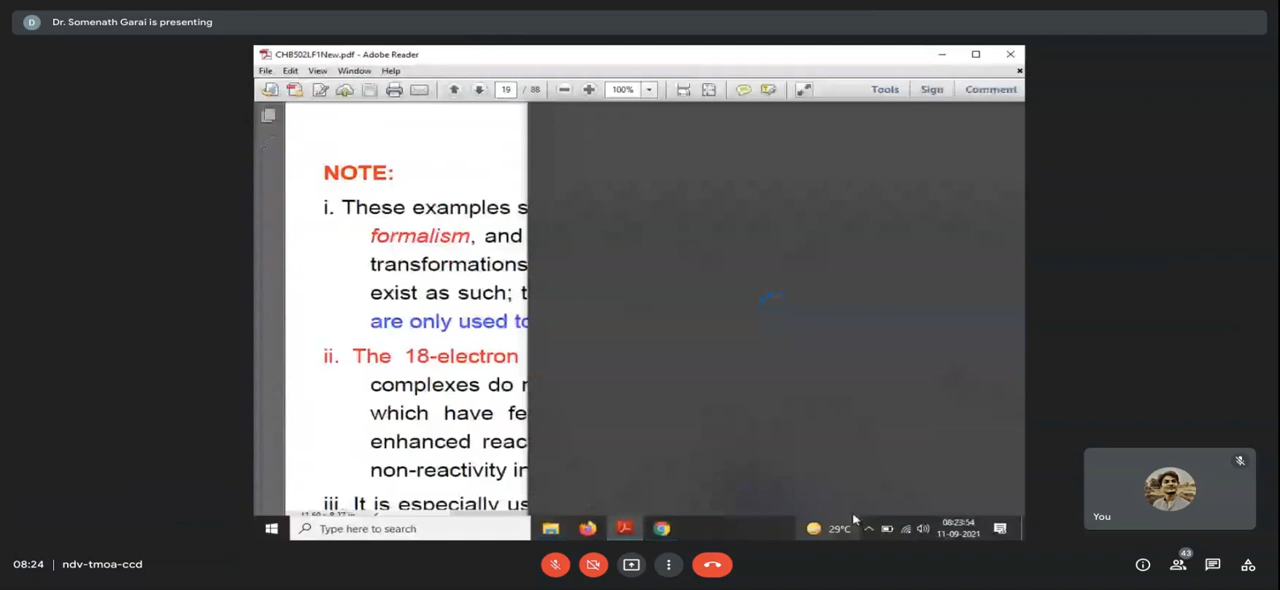 D Dr. Somenath Garai is presenting
CHB502LF1New.pdf - Adobe Reader
File Edit View Window Help
19 / 88 100% Tools Sign Comment
NOTE:
i. These examples s
formalism, and
transformations
exist as such; t
are only used to
ii. The 18-electron
complexes do n
which have fe
enhanced reac
non-reactivity in
iii. It is especially us
You
Type here to search
29°C
08:23:54
11-09-2021
08:24 | ndv-tmoa-ccd
43